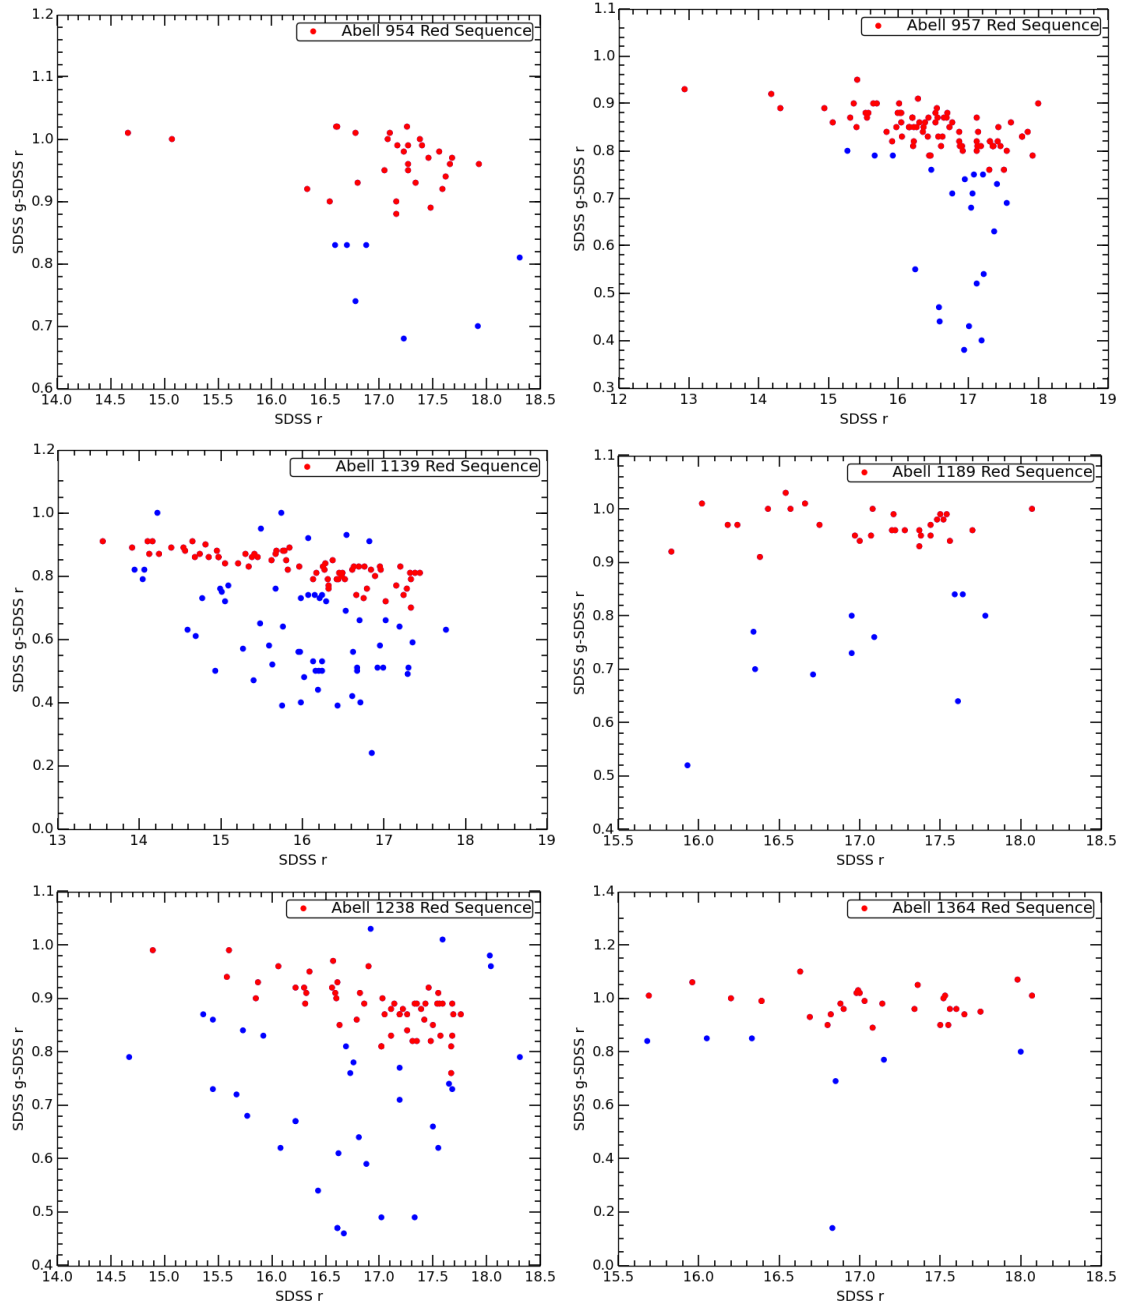 1.2
1.1
1.0
0.9
0.8
0.7
0.6
SDSS g-SDSS r
14.0 14.5 15.0 15.5 16.0 16.5 17.0 17.5 18.0 18.5
SDSS r
Abell 954 Red Sequence
1.1
1.0
0.9
0.8
0.7
0.6
0.5
0.4
0.3
SDSS g-SDSS r
12 13 14 15 16 17 18 19
SDSS r
Abell 957 Red Sequence
1.2
1.0
0.8
0.6
0.4
0.2
0.0
SDSS g-SDSS r
13 14 15 16 17 18 19
SDSS r
Abell 1139 Red Sequence
1.1
1.0
0.9
0.8
0.7
0.6
0.5
0.4
SDSS g-SDSS r
15.5 16.0 16.5 17.0 17.5 18.0 18.5
SDSS r
Abell 1189 Red Sequence
1.1
1.0
0.9
0.8
0.7
0.6
0.5
0.4
SDSS g-SDSS r
14.0 14.5 15.0 15.5 16.0 16.5 17.0 17.5 18.0 18.5
SDSS r
Abell 1238 Red Sequence
1.4
1.2
1.0
0.8
0.6
0.4
0.2
0.0
SDSS g-SDSS r
15.5 16.0 16.5 17.0 17.5 18.0 18.5
SDSS r
Abell 1364 Red Sequence